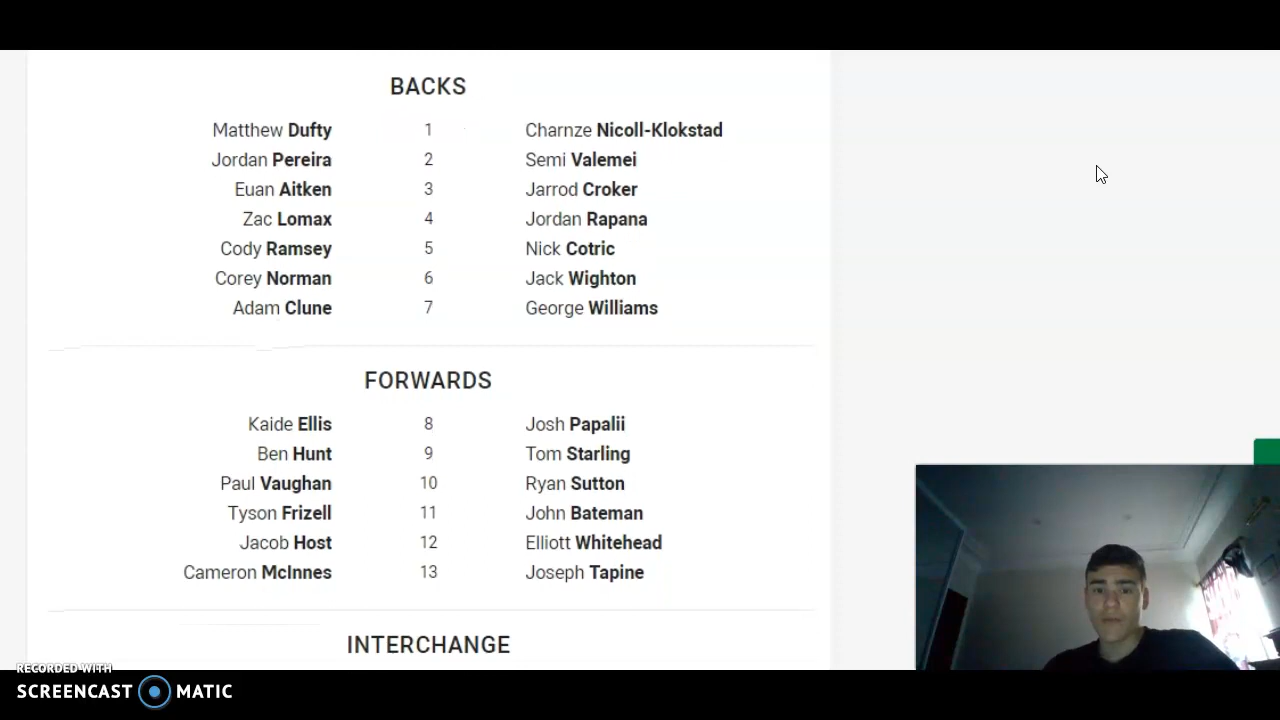 BACKS
Matthew Dufty 1 Charnze Nicoll-Klokstad
Jordan Pereira 2 Semi Valemei
Euan Aitken 3 Jarrod Croker
Zac Lomax 4 Jordan Rapana
Cody Ramsey 5 Nick Cotric
Corey Norman 6 Jack Wighton
Adam Clune 7 George Williams
FORWARDS
Kaide Ellis 8 Josh Papalii
Ben Hunt 9 Tom Starling
Paul Vaughan 10 Ryan Sutton
Tyson Frizell 11 John Bateman
Jacob Host 12 Elliott Whitehead
Cameron McInnes 13 Joseph Tapine
INTERCHANGE
RECORDED WITH
SCREENCAST MATIC